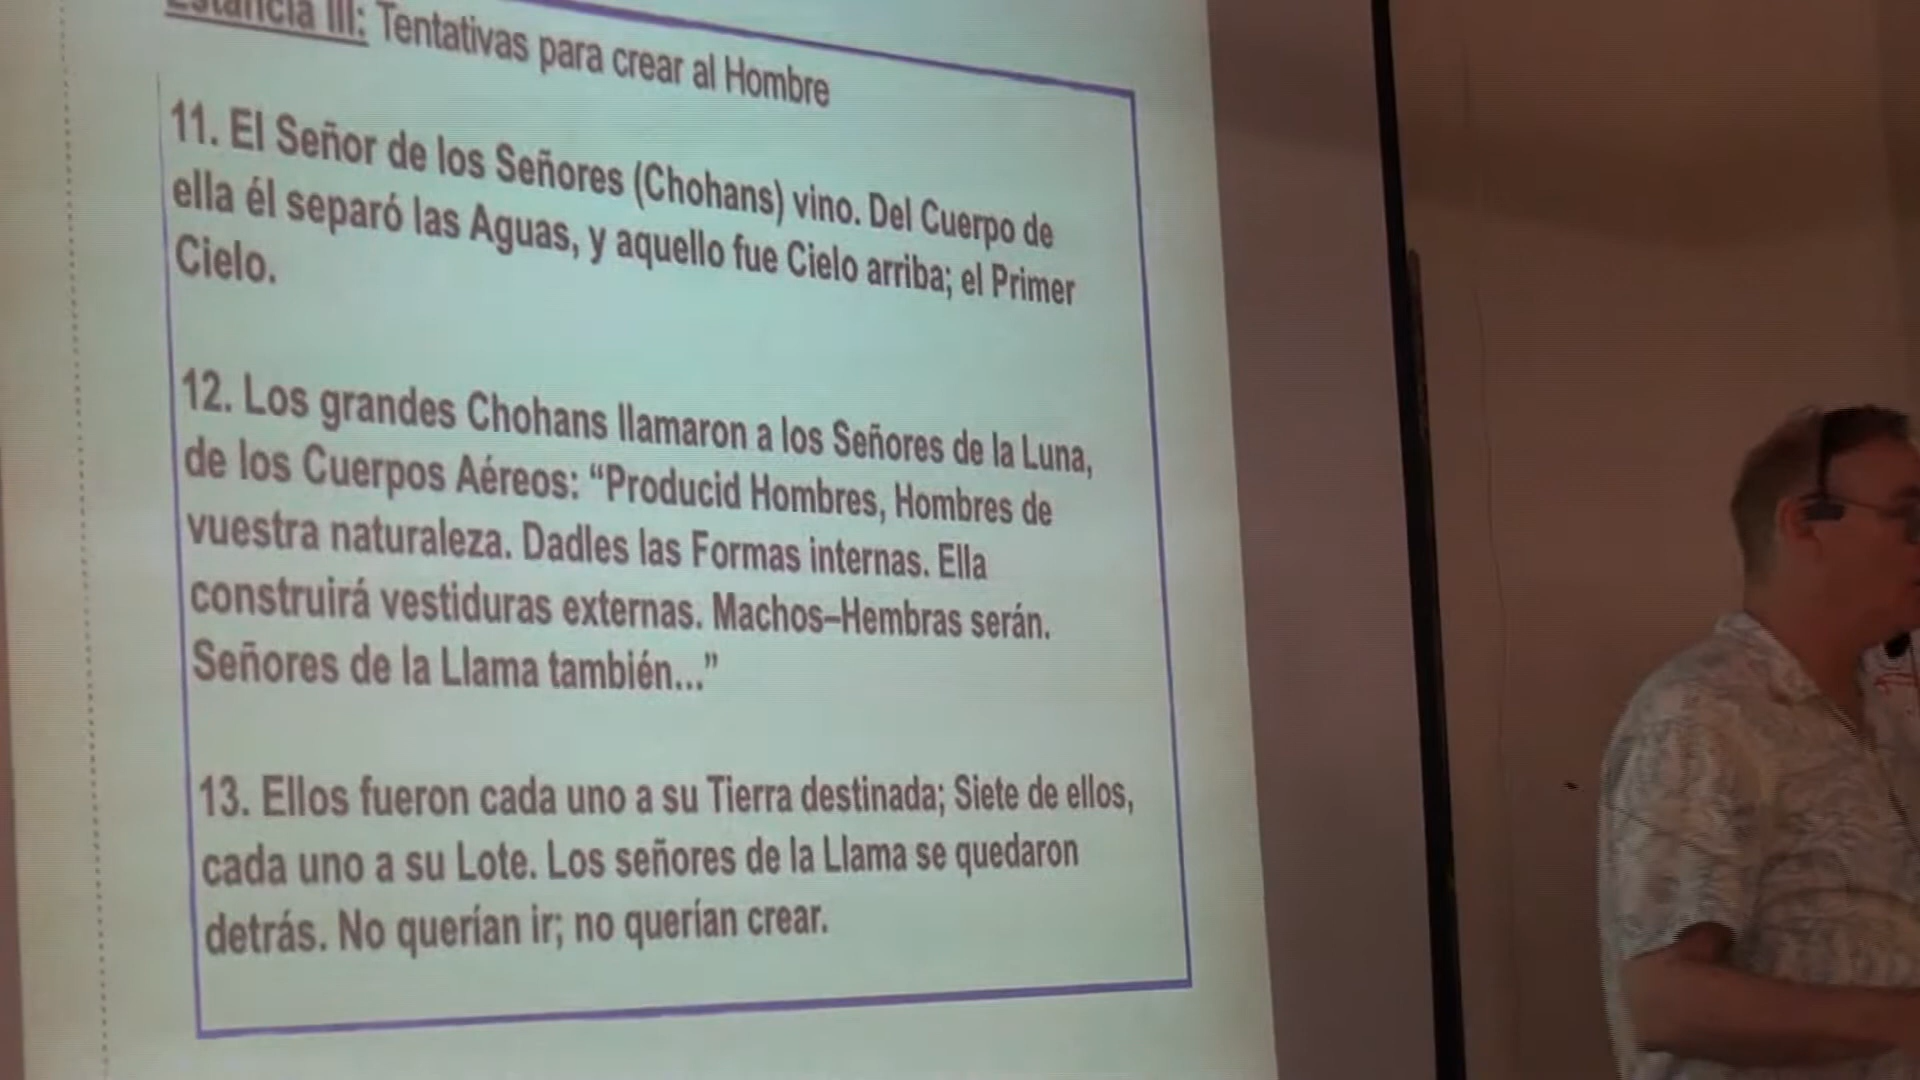 Estancia III: Tentativas para crear al Hombre
11. El Señor de los Señores (Chohans) vino. Del Cuerpo de
ella él separó las Aguas, y aquello fue Cielo arriba; el Primer
Cielo.
12. Los grandes Chohans llamaron a los Señores de la Luna,
de los Cuerpos Aéreos: “Producid Hombres, Hombres de
vuestra naturaleza. Dadles las Formas internas. Ella
construirá vestiduras externas. Machos–Hembras serán.
Señores de la Llama también...”
13. Ellos fueron cada uno a su Tierra destinada; Siete de ellos,
cada uno a su Lote. Los señores de la Llama se quedaron
detrás. No querían ir; no querían crear.